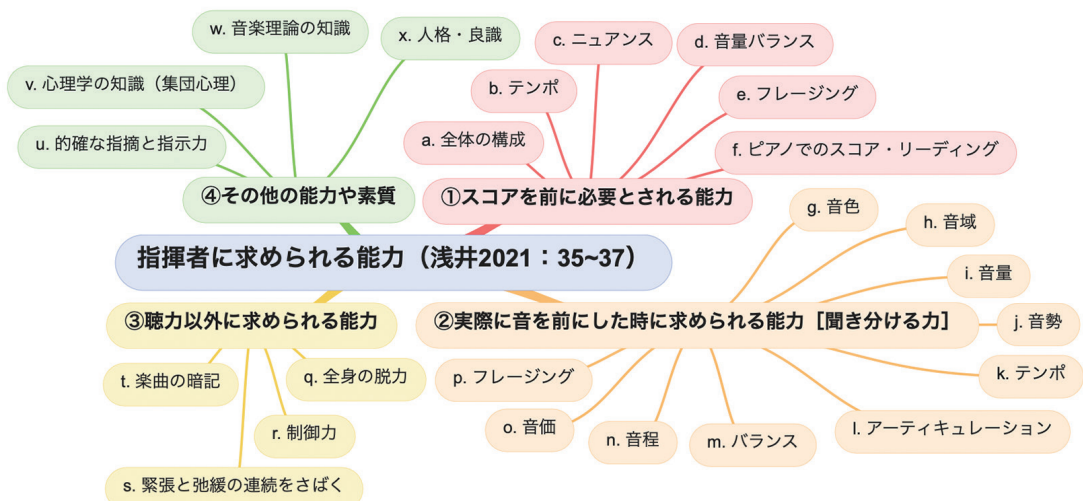 指揮者に求められる能力（浅井2021：35~37）
①スコアを前に必要とされる能力
a. 全体の構成
b. テンポ
c. ニュアンス
d. 音量バランス
e. フレージング
f. ピアノでのスコア・リーディング
②実際に音を前にした時に求められる能力［聞き分ける力］
g. 音色
h. 音域
i. 音量
j. 音勢
k. テンポ
l. アーティキュレーション
m. バランス
n. 音程
o. 音価
p. フレージング
③聴力以外に求められる能力
q. 全身の脱力
r. 制御力
s. 緊張と弛緩の連続をさばく
t. 楽曲の暗記
④その他の能力や素質
u. 的確な指摘と指示力
v. 心理学の知識（集団心理）
w. 音楽理論の知識
x. 人格・良識